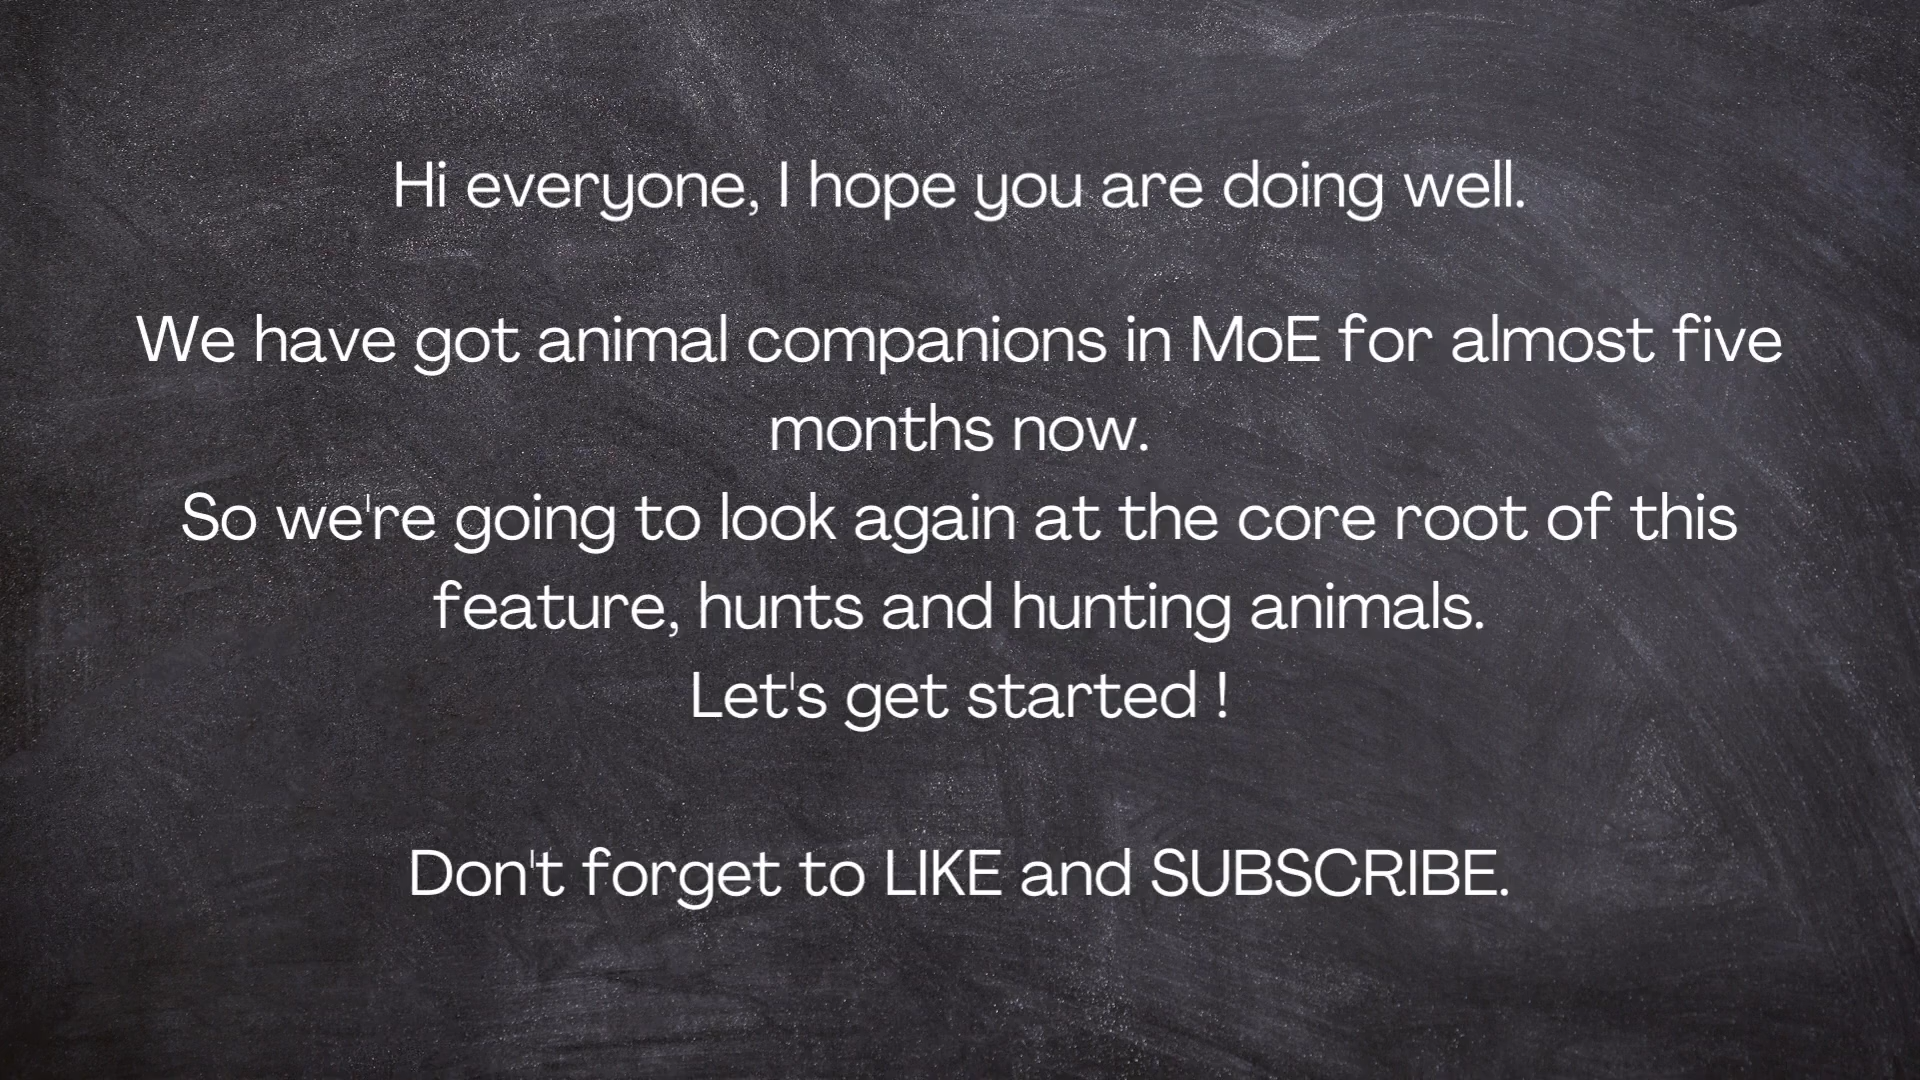 Hi everyone, I hope you are doing well.
We have got animal companions in MoE for almost five
months now.
So we're going to look again at the core root of this
feature, hunts and hunting animals.
Let's get started !
Don't forget to LIKE and SUBSCRIBE.